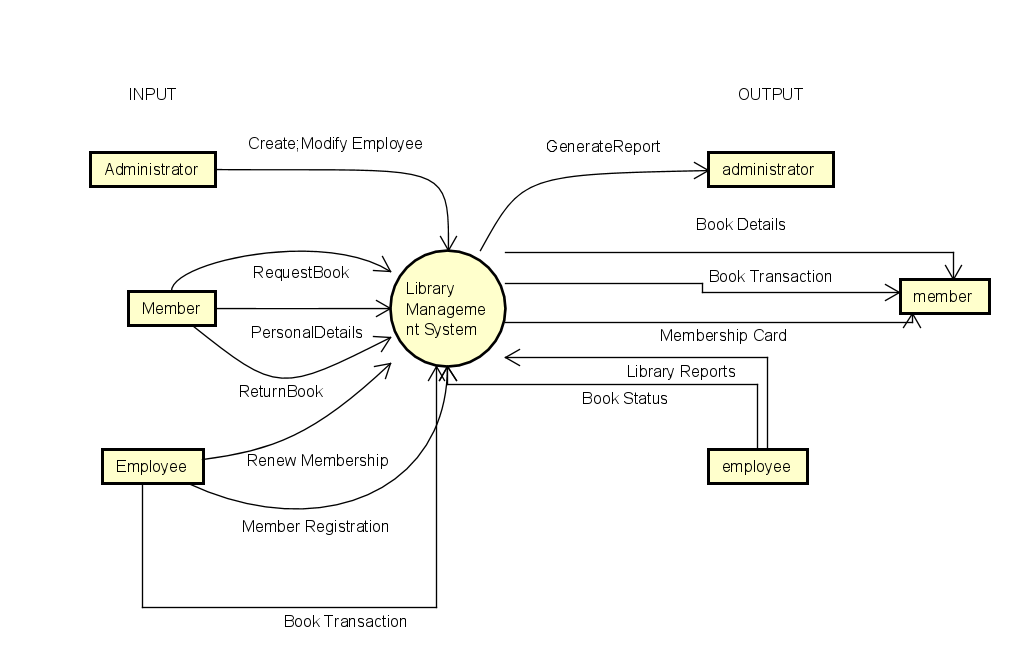 INPUT
OUTPUT
Create;Modify Employee
GenerateReport
Administrator
administrator
Book Details
RequestBook
Book Transaction
Member
Library
Manageme
nt System
member
PersonalDetails
Membership Card
Library Reports
ReturnBook
Book Status
Employee
Renew Membership
employee
Member Registration
Book Transaction